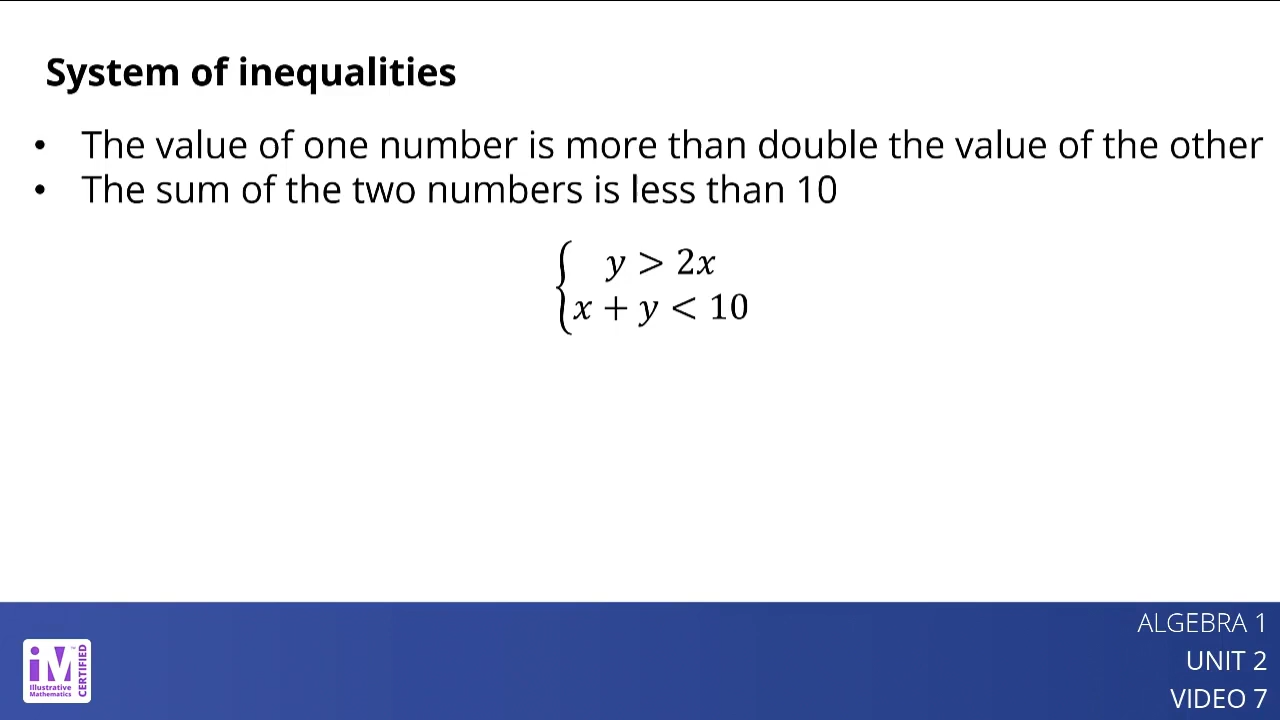 System of inequalities
• The value of one number is more than double the value of the other
• The sum of the two numbers is less than 10
y > 2x
x + y < 10
ALGEBRA 1
UNIT 2
VIDEO 7
iM
Illustrative
Mathematics
CERTIFIED